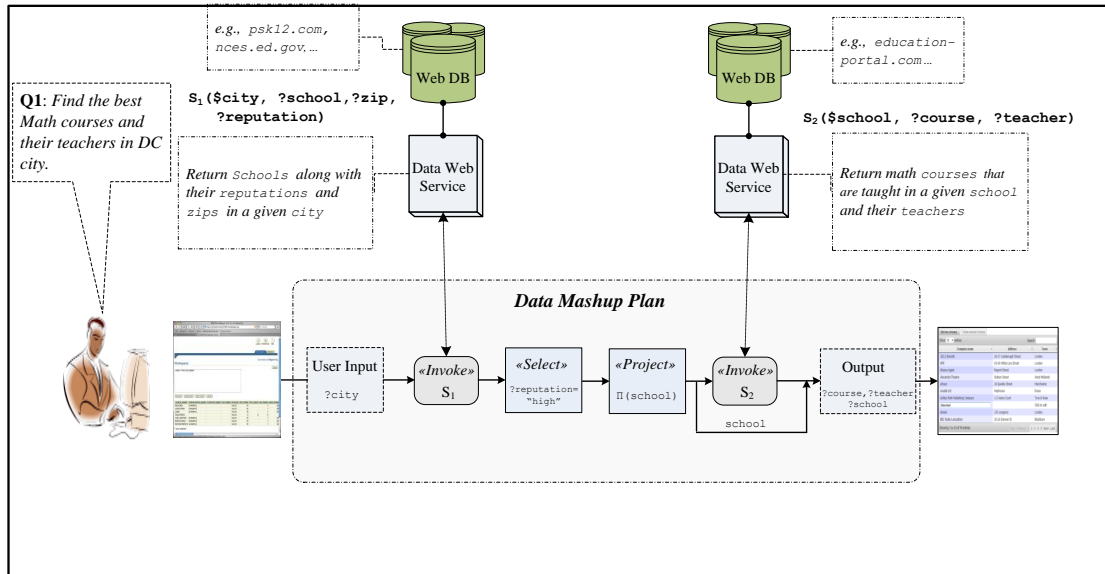 e.g., psk12.com,
nces.ed.gov, …
Web DB
Web DB
e.g., education-
portal.com …
S1($city, ?school,?zip,
?reputation)
S2($school, ?course, ?teacher)
Q1: Find the best
Math courses and
their teachers in DC
city.
Return Schools along with
their reputations and
zips in a given city
Data Web
Service
Data Web
Service
Return math courses that
are taught in a given school
and their teachers
Data Mashup Plan
User Input
?city
«Invoke»
S1
«Select»
?reputation=
“high”
«Project»
Π(school)
«Invoke»
S2
school
Output
?course,?teacher
?school